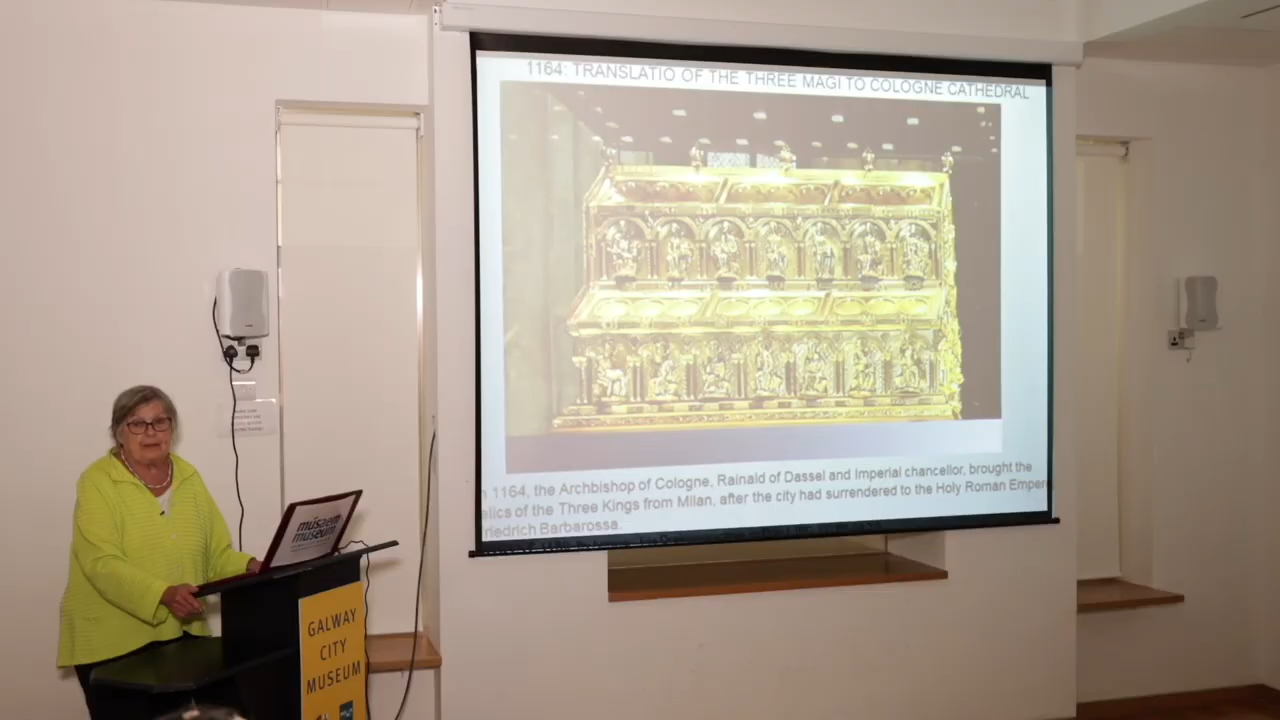 1164: TRANSLATIO OF THE THREE MAGI TO COLOGNE CATHEDRAL
1164, the Archbishop of Cologne, Rainald of Dassel and Imperial chancellor, brought the
elics of the Three Kings from Milan, after the city had surrendered to the Holy Roman Empero
riedrich Barbarossa.
músaem
museum
GALWAY
CITY
MUSEUM